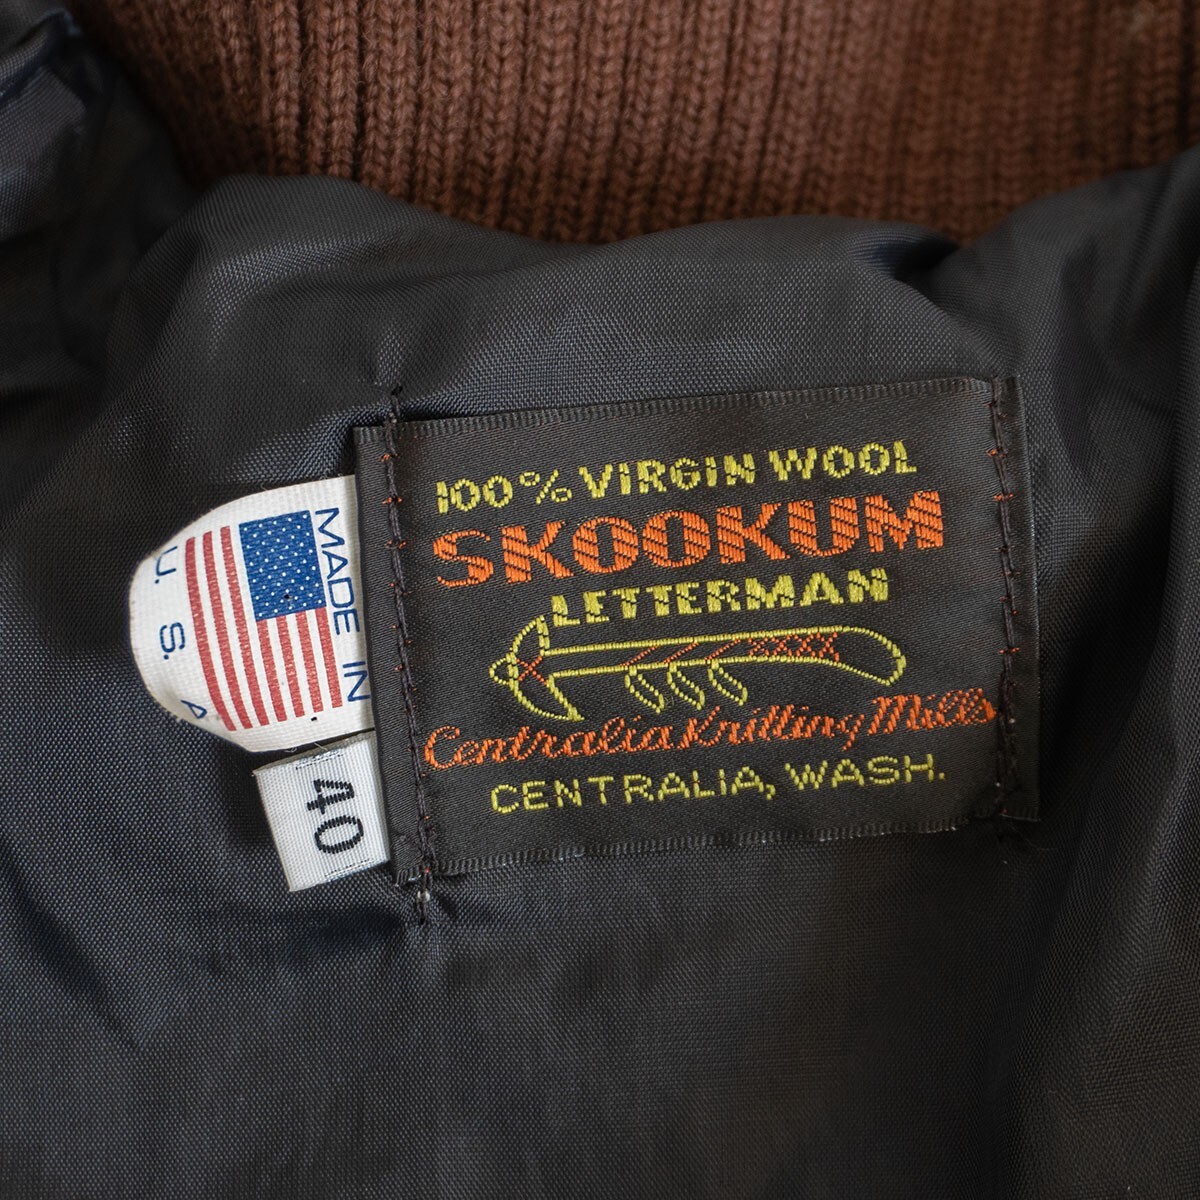 100% VIRGIN WOOL
SKOOKUM
LETTERMAN
Centralia Knitting Mills
CENTRALIA, WASH.
MADE IN
U. S. A
40